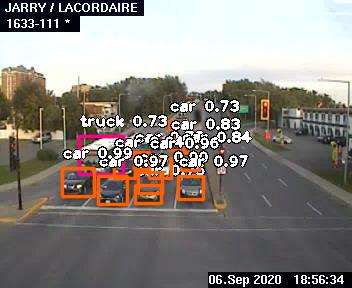 JARRY / LACORDAIRE
1633-111 *
car 0.73
truck 0.73
car 0.83
0.84
car 0.96
car 0.99
car 0.97
car 0.97
06.Sep 2020 18:56:34